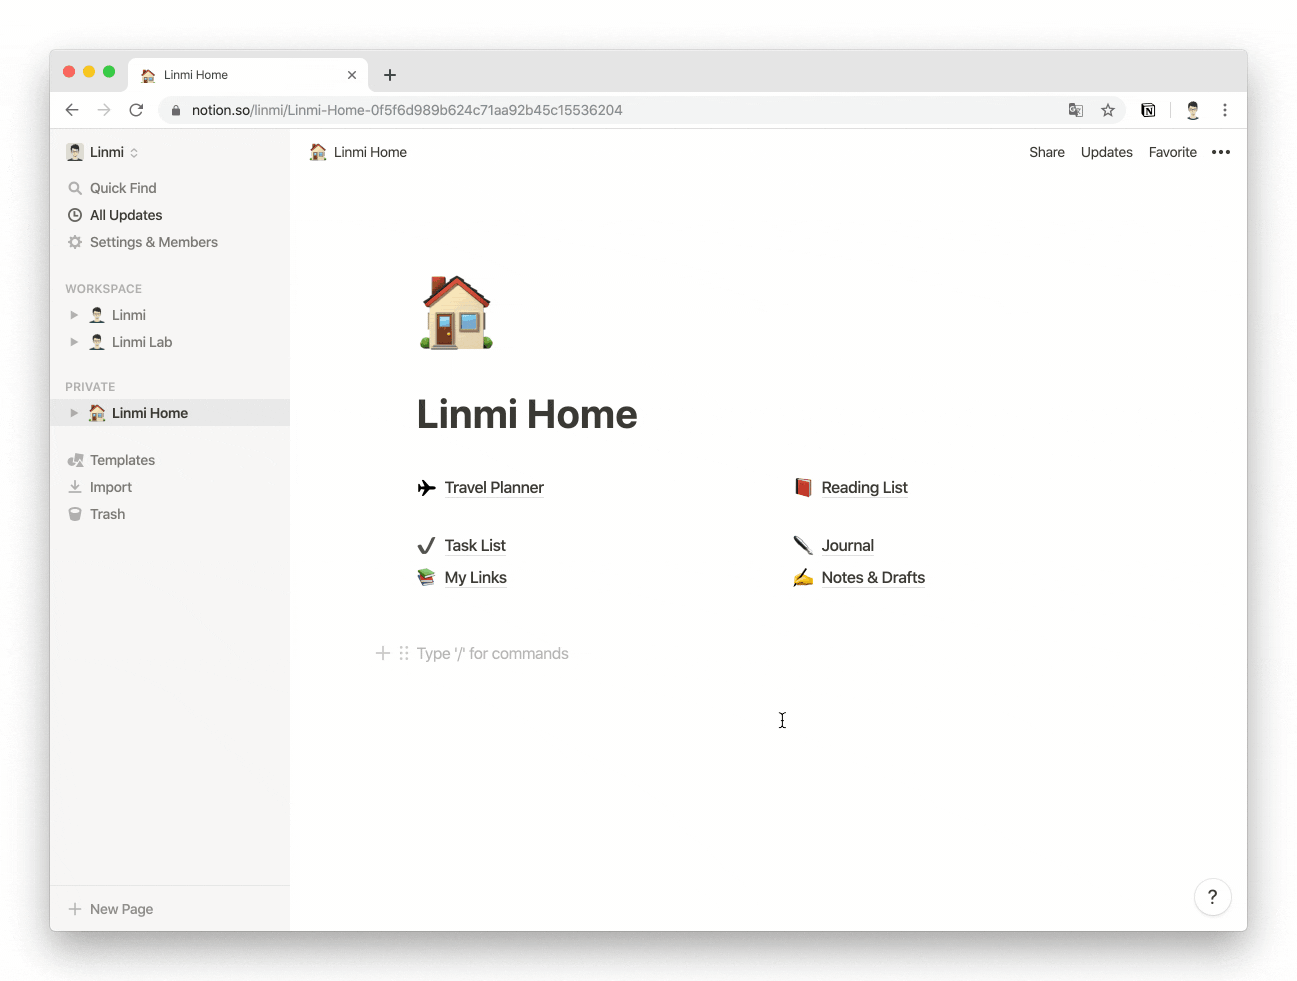 Linmi Home
notion.so/linmi/Linmi-Home-0f5f6d989b624c71aa92b45c15536204
Linmi
Linmi Home
Share Updates Favorite
Quick Find
All Updates
Settings & Members
WORKSPACE
Linmi
Linmi Lab
PRIVATE
Linmi Home
Templates
Import
Trash
New Page
Linmi Home
Travel Planner
Reading List
Task List
Journal
My Links
Notes & Drafts
Type '/' for commands
?